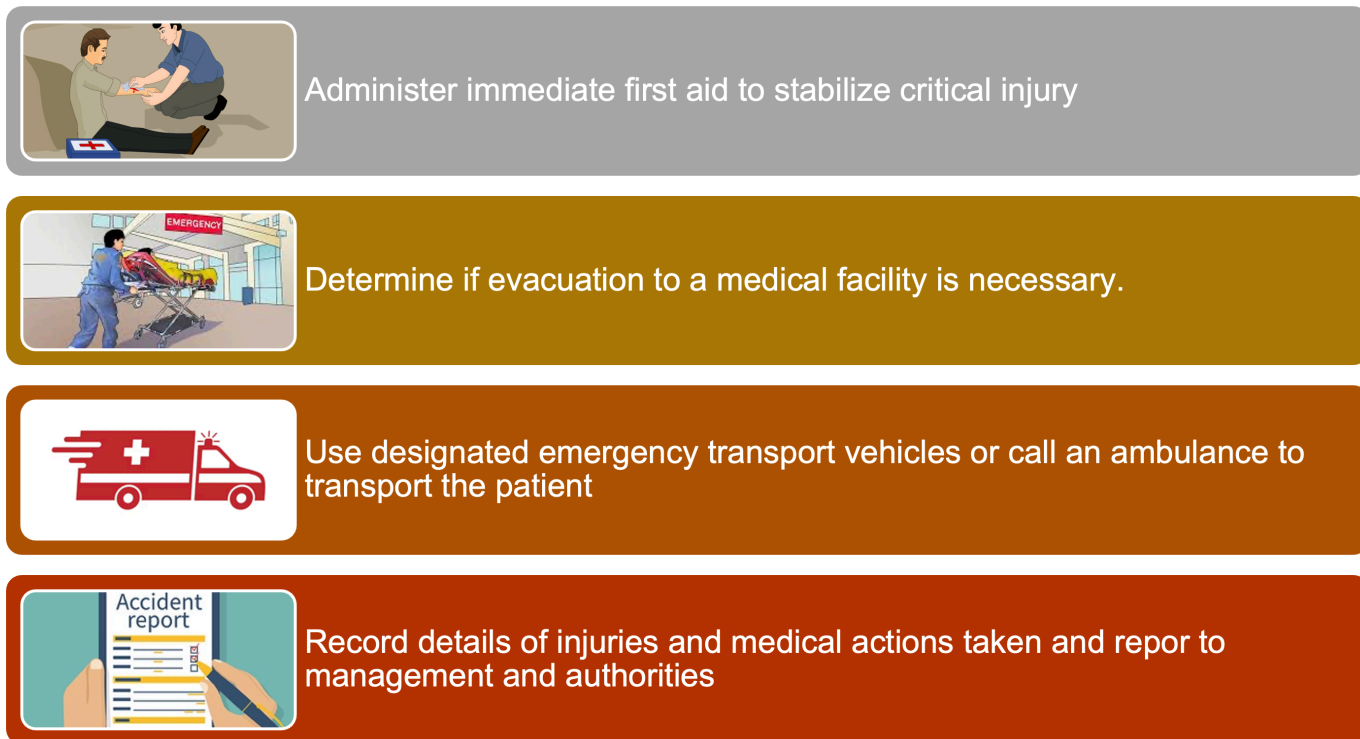 Administer immediate first aid to stabilize critical injury
EMERGENCY
Determine if evacuation to a medical facility is necessary.
Use designated emergency transport vehicles or call an ambulance to
transport the patient
Accident
report
Record details of injuries and medical actions taken and repor to
management and authorities